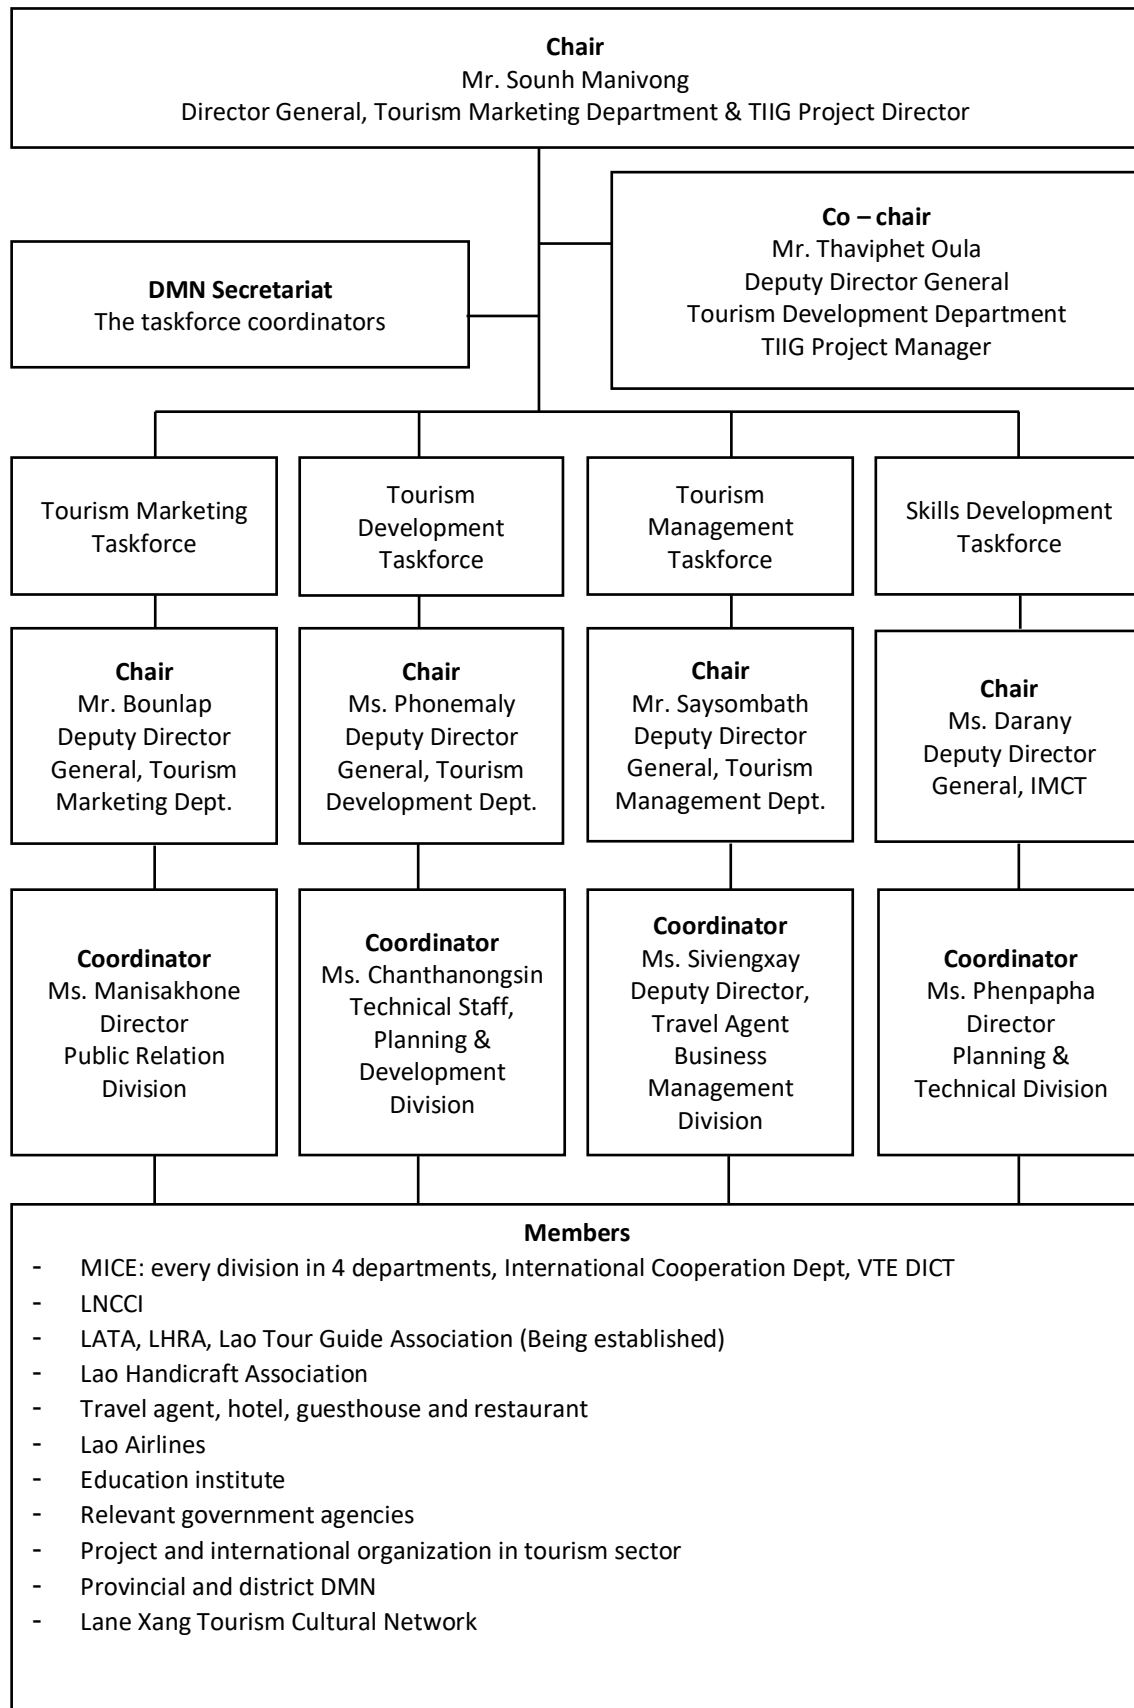 Chair
Mr. Sounh Manivong
Director General, Tourism Marketing Department & TIIG Project Director
Co – chair
Mr. Thaviphet Oula
Deputy Director General
Tourism Development Department
TIIG Project Manager
DMN Secretariat
The taskforce coordinators
Tourism Marketing
Taskforce
Tourism
Development
Taskforce
Tourism
Management
Taskforce
Skills Development
Taskforce
Chair
Mr. Bounlap
Deputy Director
General, Tourism
Marketing Dept.
Chair
Ms. Phonemaly
Deputy Director
General, Tourism
Development Dept.
Chair
Mr. Saysombath
Deputy Director
General, Tourism
Management Dept.
Chair
Ms. Darany
Deputy Director
General, IMCT
Coordinator
Ms. Manisakhone
Director
Public Relation
Division
Coordinator
Ms. Chanthanongsin
Technical Staff,
Planning &
Development
Division
Coordinator
Ms. Siviengxay
Deputy Director,
Travel Agent
Business
Management
Division
Coordinator
Ms. Phenpapha
Director
Planning &
Technical Division
Members
- MICE: every division in 4 departments, International Cooperation Dept, VTE DICT
- LNCCI
- LATA, LHRA, Lao Tour Guide Association (Being established)
- Lao Handicraft Association
- Travel agent, hotel, guesthouse and restaurant
- Lao Airlines
- Education institute
- Relevant government agencies
- Project and international organization in tourism sector
- Provincial and district DMN
- Lane Xang Tourism Cultural Network